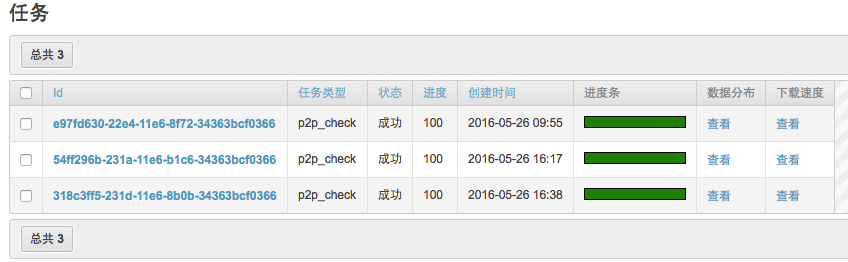 任务
总共 3
Id 任务类型 状态 进度 创建时间 进度条 数据分布 下载速度
e97fd630-22e4-11e6-8f72-34363bcf0366 p2p_check 成功 100 2016-05-26 09:55 查看 查看
54ff296b-231a-11e6-b1c6-34363bcf0366 p2p_check 成功 100 2016-05-26 16:17 查看 查看
318c3ff5-231d-11e6-8b0b-34363bcf0366 p2p_check 成功 100 2016-05-26 16:38 查看 查看
总共 3